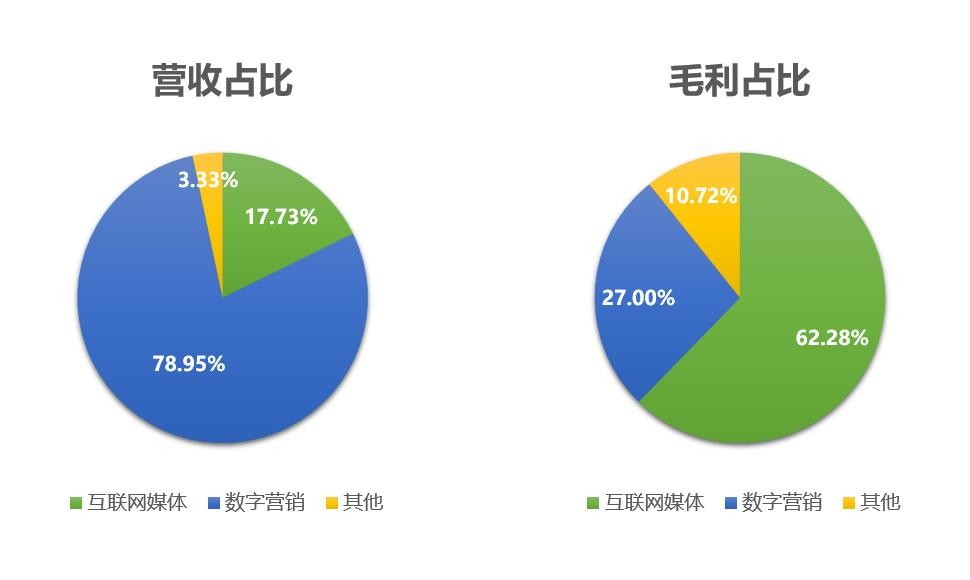 营收占比
3.33%
17.73%
78.95%
互联网媒体 数字营销 其他
毛利占比
10.72%
27.00%
62.28%
互联网媒体 数字营销 其他